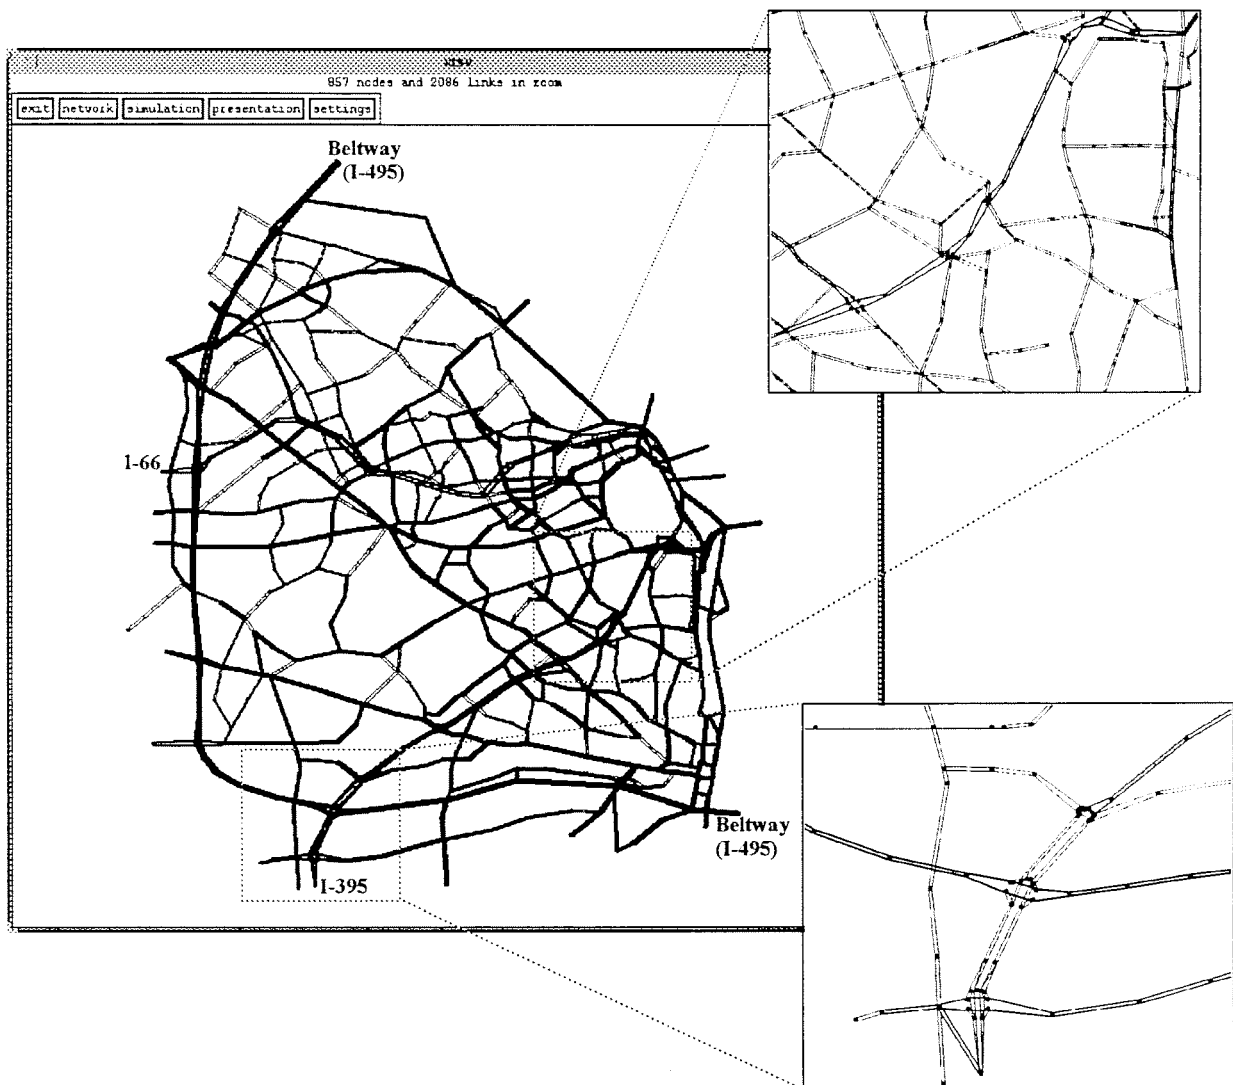 857 nodes and 2086 links in zoom
exit network simulation presentation settings
Beltway
(I-495)
I-66
Beltway
(I-495)
I-395